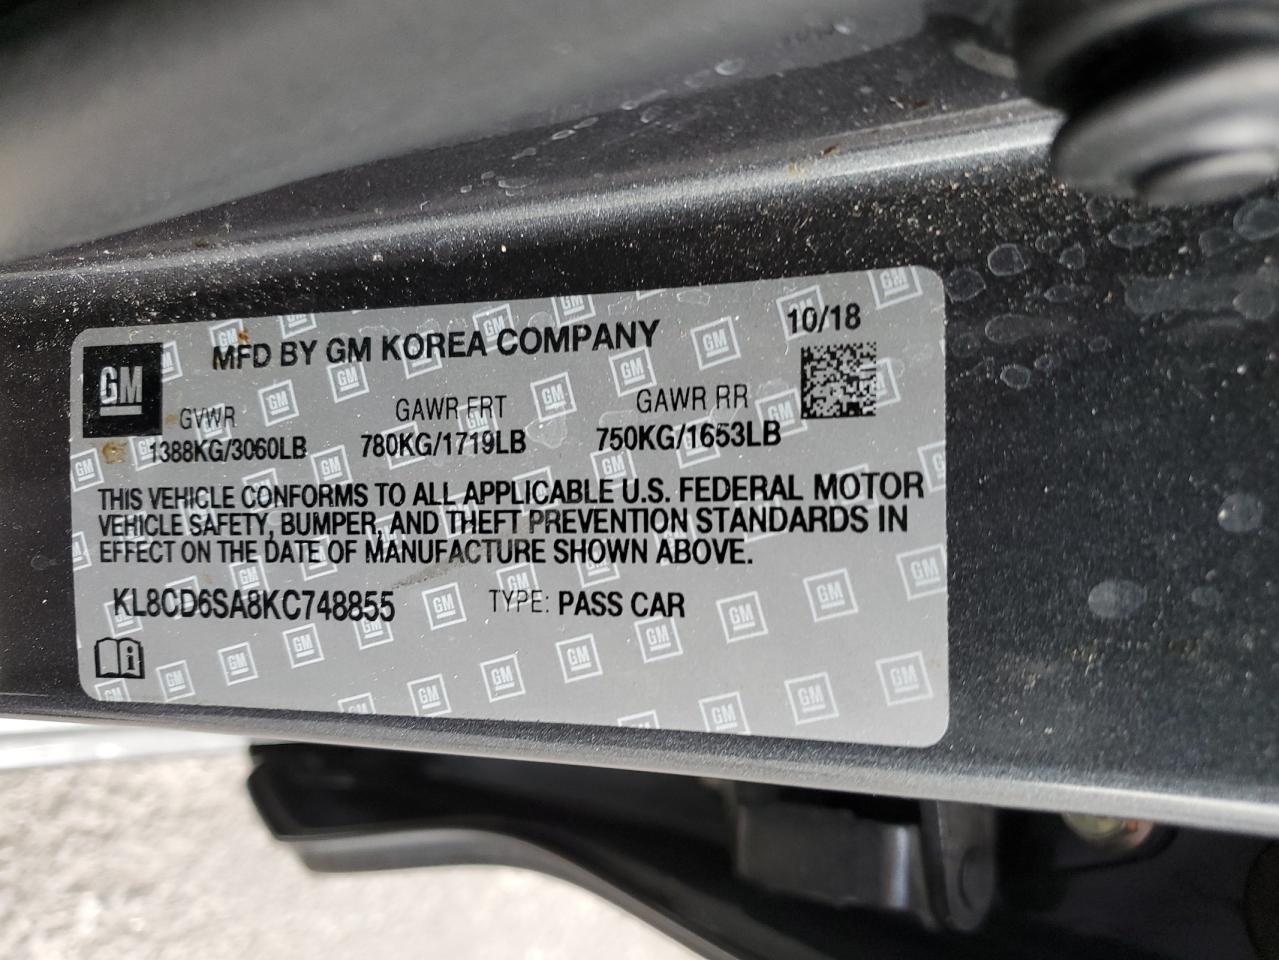 MFD BY GM KOREA COMPANY 10/18
GM
GVWR GAWR FRT GAWR RR
1388KG/3060LB 780KG/1719LB 750KG/1653LB
THIS VEHICLE CONFORMS TO ALL APPLICABLE U.S. FEDERAL MOTOR
VEHICLE SAFETY, BUMPER, AND THEFT PREVENTION STANDARDS IN
EFFECT ON THE DATE OF MANUFACTURE SHOWN ABOVE.
KL8CD6SA8KC748855 TYPE: PASS CAR